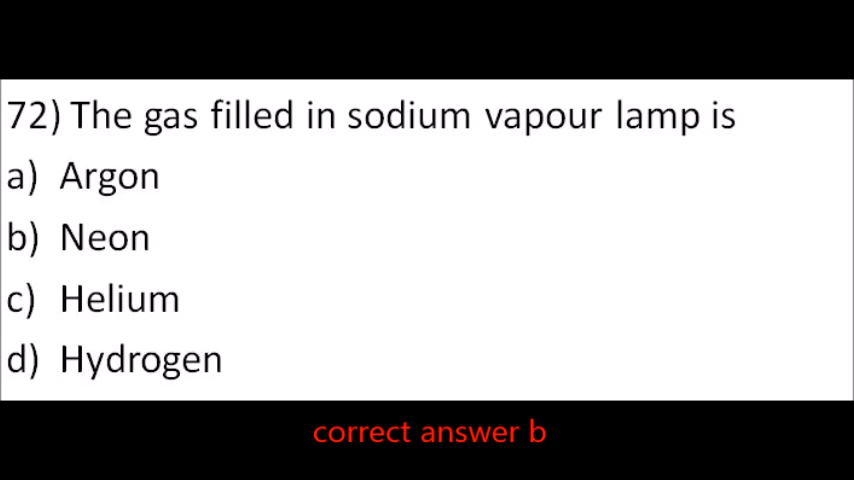 72) The gas filled in sodium vapour lamp is
a) Argon
b) Neon
c) Helium
d) Hydrogen
correct answer b